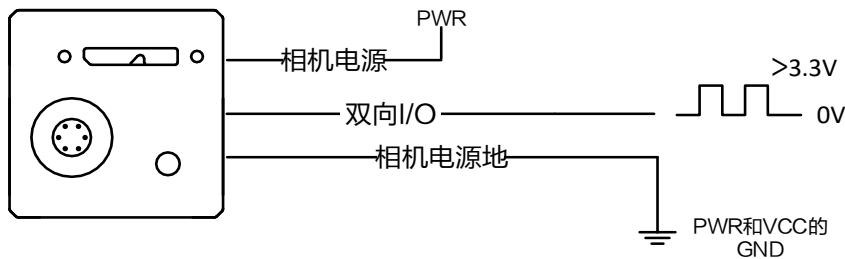 PWR
相机电源
>3.3V
双向I/O
0V
相机电源地
PWR和VCC的
GND